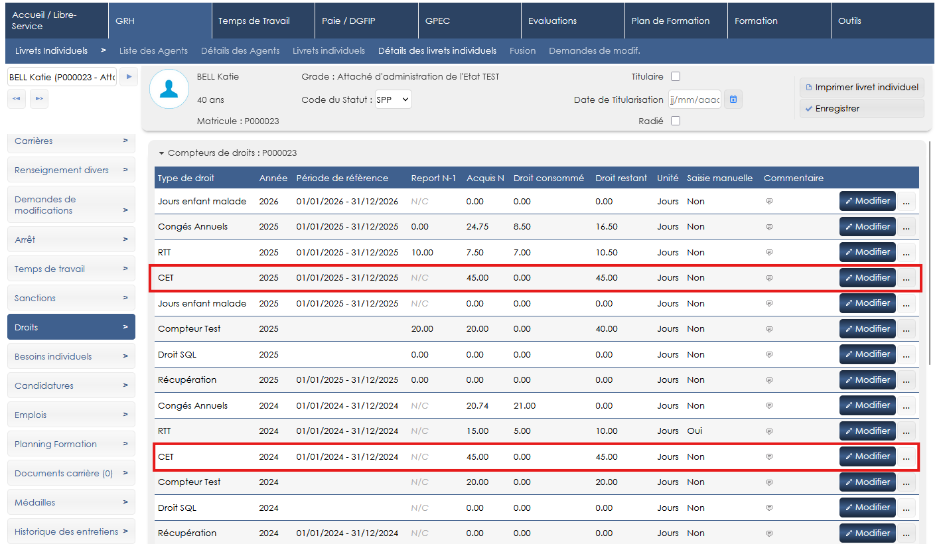 Accueil / Libre-Service
GRH
Temps de Travail
Paie / DGFIP
GPEC
Evaluations
Plan de Formation
Formation
Outils
Livrets Individuels > Liste des Agents Détails des Agents Livrets individuels Détails des livrets individuels Fusion Demandes de modif.
BELL Katie (P000023 - Atta
BELL Katie
40 ans
Matricule : P000023
Grade : Attaché d'administration de l'Etat TEST
Code du Statut : SPP
Titulaire
Date de Titularisation jj/mm/aaaa
Radié
Imprimer livret individuel
Enregistrer
Carrières >
Renseignement divers >
Demandes de modifications >
Arrêt >
Temps de travail >
Sanctions >
Droits >
Besoins individuels >
Candidatures >
Emplois >
Planning Formation >
Documents carrière (0) >
Médailles >
Historique des entretiens >
Compteurs de droits : P000023
Type de droit Année Période de référence Report N-1 Acquis N Droit consommé Droit restant Unité Saisie manuelle Commentaire
Jours enfant malade 2026 01/01/2026 - 31/12/2026 N/C 0.00 0.00 0.00 Jours Non Modifier ...
Congés Annuels 2025 01/01/2025 - 31/12/2025 0.00 24.75 8.50 16.50 Jours Non Modifier ...
RTT 2025 01/01/2025 - 31/12/2025 10.00 7.50 7.00 10.50 Jours Non Modifier ...
CET 2025 01/01/2025 - 31/12/2025 N/C 45.00 0.00 45.00 Jours Non Modifier ...
Jours enfant malade 2025 01/01/2025 - 31/12/2025 N/C 0.00 0.00 0.00 Jours Non Modifier ...
Compteur Test 2025 20.00 20.00 0.00 40.00 Jours Non Modifier ...
Droit SQL 2025 0.00 0.00 0.00 0.00 Jours Non Modifier ...
Récupération 2025 01/01/2025 - 31/12/2025 0.00 0.00 0.00 0.00 Jours Non Modifier ...
Congés Annuels 2024 01/01/2024 - 31/12/2024 N/C 20.74 21.00 0.00 Jours Non Modifier ...
RTT 2024 01/01/2024 - 31/12/2024 N/C 15.00 5.00 10.00 Jours Oui Modifier ...
CET 2024 01/01/2024 - 31/12/2024 N/C 45.00 0.00 45.00 Jours Non Modifier ...
Compteur Test 2024 N/C 20.00 0.00 20.00 Jours Non Modifier ...
Droit SQL 2024 N/C 0.00 0.00 0.00 Jours Non Modifier ...
Récupération 2024 01/01/2024 - 31/12/2024 N/C 0.00 0.00 0.00 Jours Non Modifier ...